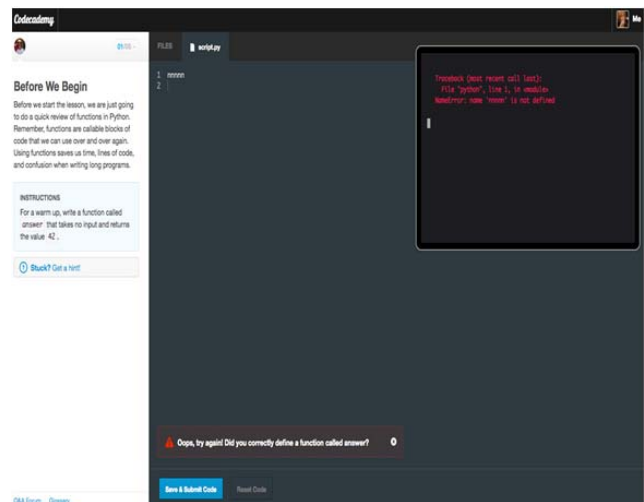 Codecademy
Me
FILES
script.py
Before We Begin
Before we start the lesson, we are just going
to do a quick review of functions in Python.
Remember, functions are callable blocks of
code that we can use over and over again.
Using functions saves us time, lines of code,
and confusion when writing long programs.
INSTRUCTIONS
For a warm up, write a function called
answer that takes no input and returns
the value 42 .
Stuck? Get a hint!
1 nnnnn
2
Traceback (most recent call last):
File "python", line 1, in <module>
NameError: name 'nnnnn' is not defined
Oops, try again! Did you correctly define a function called answer?
Save & Submit Code
Reset Code
Q&A Forum